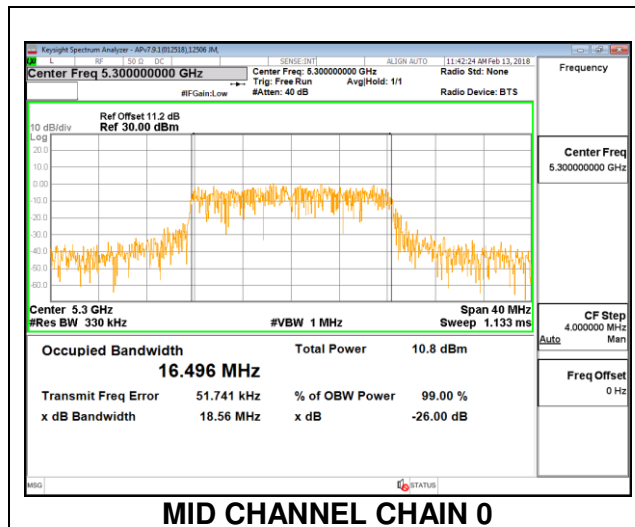 Keysight Spectrum Analyzer - APv7.9.1(012518),12506 JM,
L RF 50 Ω DC SENSE:INT ALIGN AUTO 11:42:24 AM Feb 13, 2018
Center Freq 5.300000000 GHz Center Freq: 5.300000000 GHz Radio Std: None Frequency
Trig: Free Run Avg|Hold: 1/1
#IFGain:Low #Atten: 40 dB Radio Device: BTS
Ref Offset 11.2 dB
10 dB/div Ref 30.00 dBm
Log
20.0
10.0
0.00
-10.0
-20.0
-30.0
-40.0
-50.0
-60.0
Center Freq
5.300000000 GHz
Center 5.3 GHz Span 40 MHz
#Res BW 330 kHz #VBW 1 MHz Sweep 1.133 ms
CF Step
4.000000 MHz
Auto Man
Occupied Bandwidth Total Power 10.8 dBm
16.496 MHz
Freq Offset
0 Hz
Transmit Freq Error 51.741 kHz % of OBW Power 99.00 %
x dB Bandwidth 18.56 MHz x dB -26.00 dB
MSG STATUS
MID CHANNEL CHAIN 0